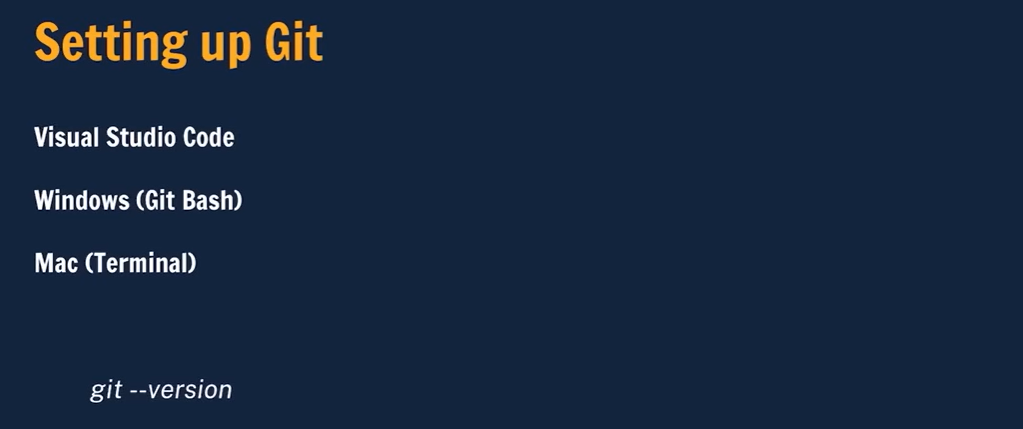 Setting up Git
Visual Studio Code
Windows (Git Bash)
Mac (Terminal)
git --version